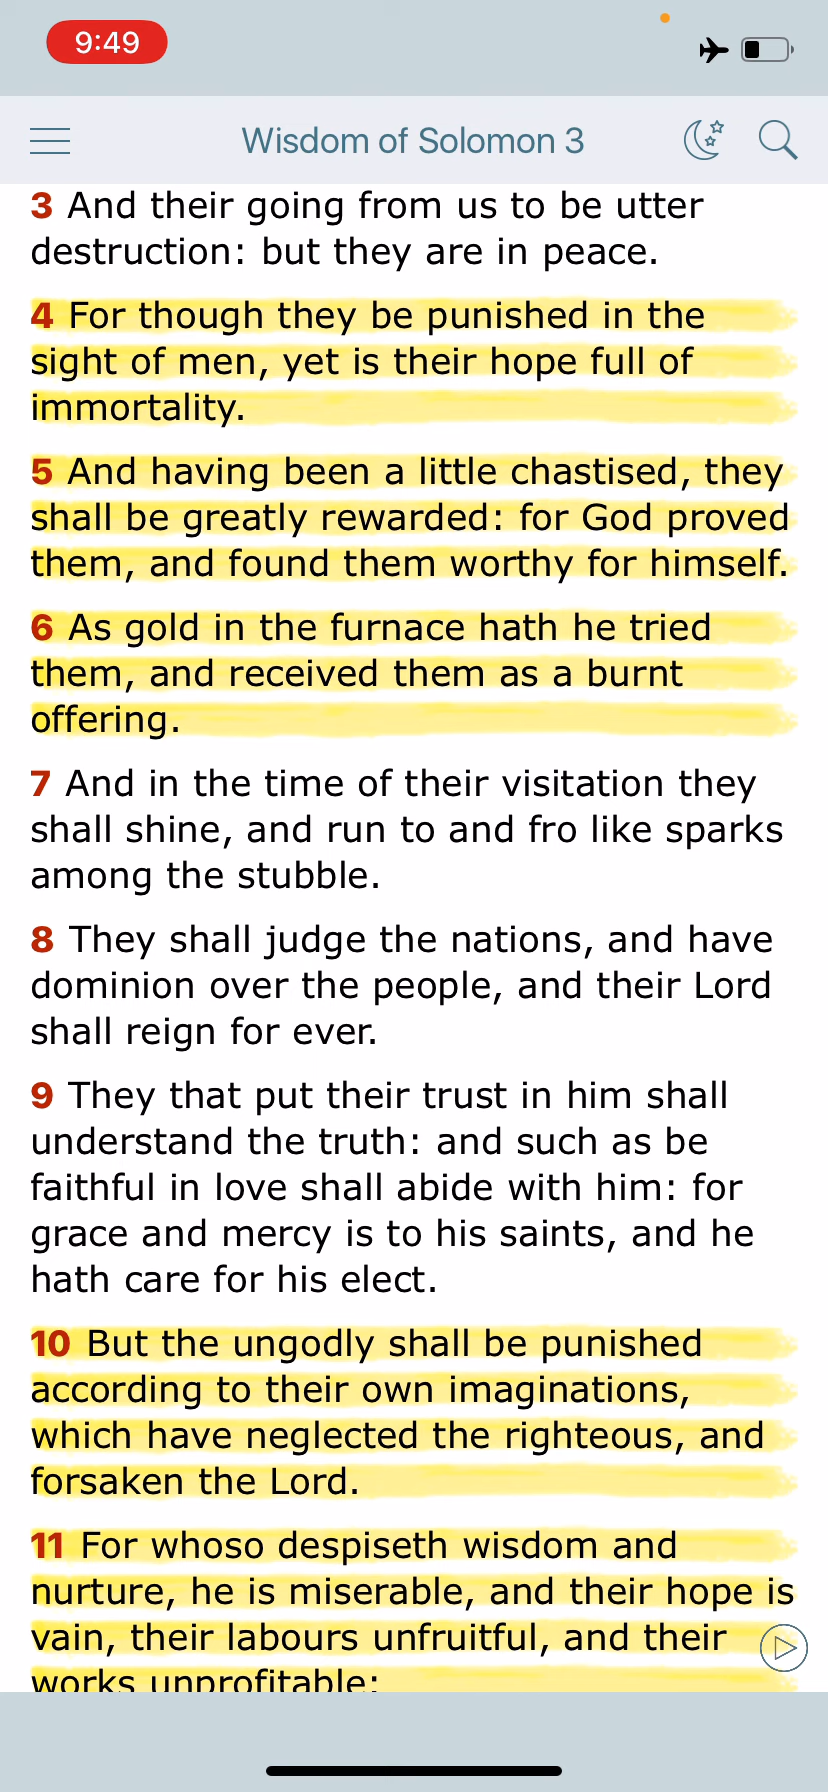 9:49
Wisdom of Solomon 3
3 And their going from us to be utter
destruction: but they are in peace.
4 For though they be punished in the
sight of men, yet is their hope full of
immortality.
5 And having been a little chastised, they
shall be greatly rewarded: for God proved
them, and found them worthy for himself.
6 As gold in the furnace hath he tried
them, and received them as a burnt
offering.
7 And in the time of their visitation they
shall shine, and run to and fro like sparks
among the stubble.
8 They shall judge the nations, and have
dominion over the people, and their Lord
shall reign for ever.
9 They that put their trust in him shall
understand the truth: and such as be
faithful in love shall abide with him: for
grace and mercy is to his saints, and he
hath care for his elect.
10 But the ungodly shall be punished
according to their own imaginations,
which have neglected the righteous, and
forsaken the Lord.
11 For whoso despiseth wisdom and
nurture, he is miserable, and their hope is
vain, their labours unfruitful, and their
works unprofitable: